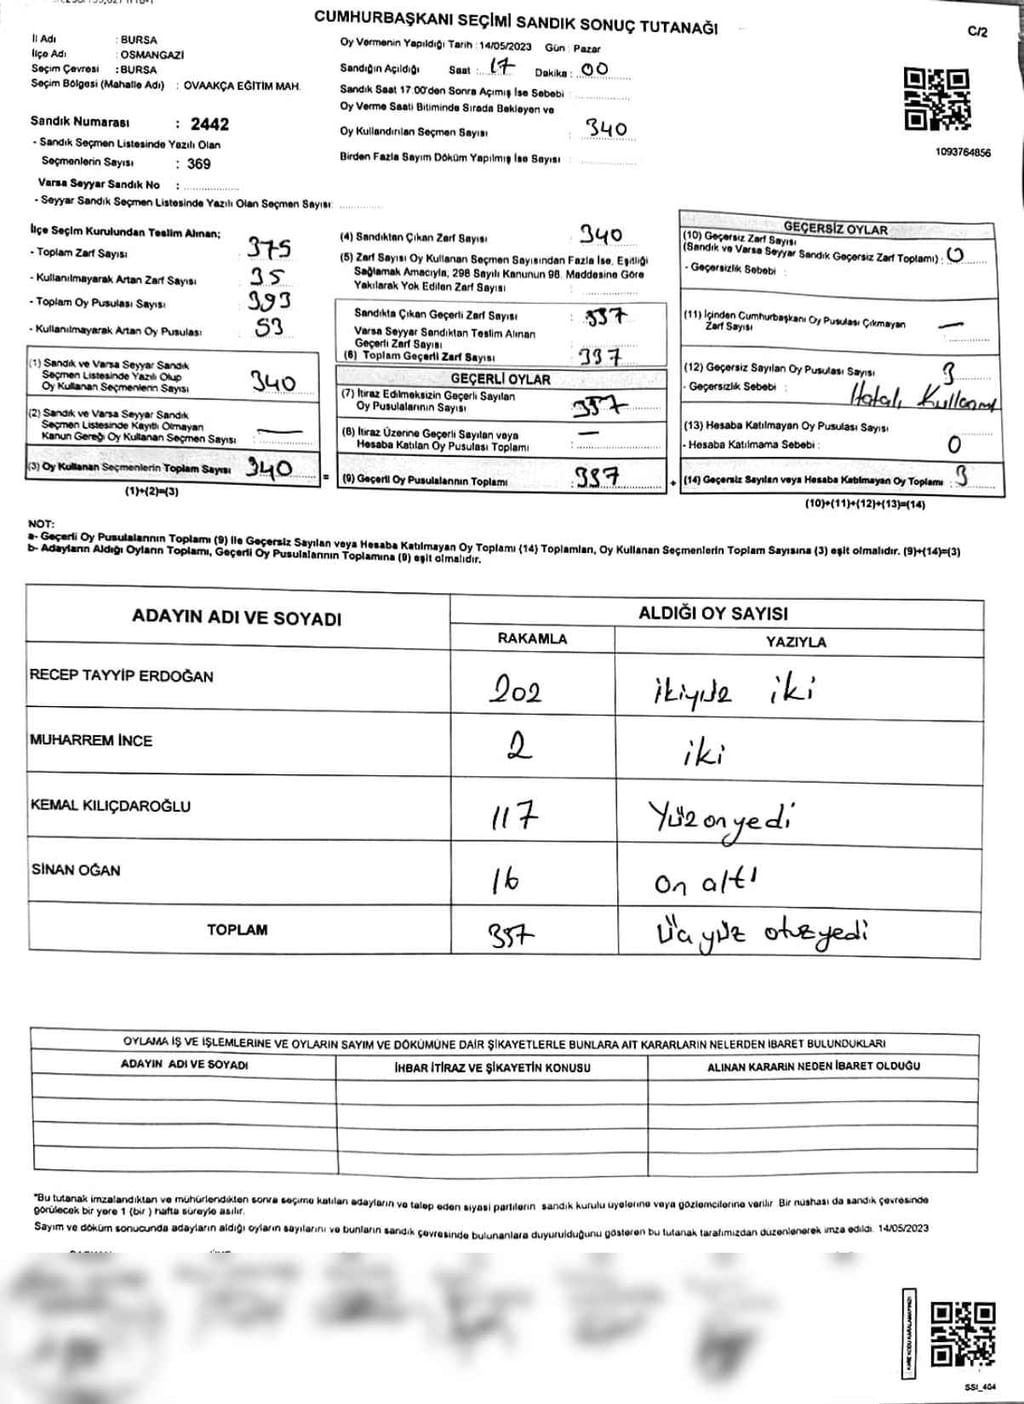 CUMHURBAŞKANI SEÇİMİ SANDIK SONUÇ TUTANAĞI
C/2
İl Adı : BURSA
İlçe Adı : OSMANGAZİ
Seçim Çevresi : BURSA
Seçim Bölgesi (Mahalle Adı) : OVAAKÇA EĞİTİM MAH.
Sandık Numarası : 2442
- Sandık Seçmen Listesinde Yazılı Olan
Seçmenlerin Sayısı : 369
Varsa Seyyar Sandık No :
- Seyyar Sandık Seçmen Listesinde Yazılı Olan Seçmen Sayısı:
Oy Vermenin Yapıldığı Tarih : 14/05/2023 Gün : Pazar
Sandığın Açıldığı Saat : 17 Dakika : 00
Sandık Saat 17.00'den Sonra Açımış İse Sebebi :
Oy Verme Saati Bitiminde Sırada Bekleyen ve
Oy Kullandırılan Seçmen Sayısı : 340
Birden Fazla Sayım Döküm Yapılmış İse Sayısı :
1093764856
İlçe Seçim Kurulundan Teslim Alınan;
- Toplam Zarf Sayısı : 375
- Kullanılmayarak Artan Zarf Sayısı : 35
- Toplam Oy Pusulası Sayısı : 393
- Kullanılmayarak Artan Oy Pusulası : 53
(1) Sandık ve Varsa Seyyar Sandık
Seçmen Listesinde Yazılı Olup
Oy Kullanan Seçmenlerin Sayısı : 340
(2) Sandık ve Varsa Seyyar Sandık
Seçmen Listesinde Kayıtlı Olmayan
Kanun Gereği Oy Kullanan Seçmen Sayısı : —
(3) Oy Kullanan Seçmenlerin Toplam Sayısı : 340
(1)+(2)=(3)
(4) Sandıktan Çıkan Zarf Sayısı : 340
(5) Zarf Sayısı Oy Kullanan Seçmen Sayısından Fazla İse, Eşitliği
Sağlamak Amacıyla, 298 Sayılı Kanunun 98. Maddesine Göre
Yakılarak Yok Edilen Zarf Sayısı :
Sandıkta Çıkan Geçerli Zarf Sayısı : 337
Varsa Seyyar Sandıktan Teslim Alınan
Geçerli Zarf Sayısı :
(6) Toplam Geçerli Zarf Sayısı : 337
GEÇERLİ OYLAR
(7) İtiraz Edilmeksizin Geçerli Sayılan
Oy Pusulalarının Sayısı : 337
(8) İtiraz Üzerine Geçerli Sayılan veya
Hesaba Katılan Oy Pusulası Toplamı : —
= (9) Geçerli Oy Pusulalarının Toplamı : 337 +
GEÇERSİZ OYLAR
(10) Geçersiz Zarf Sayısı
(Sandık ve Varsa Seyyar Sandık Geçersiz Zarf Toplamı) : 0
- Geçersizlik Sebebi :
(11) İçinden Cumhurbaşkanı Oy Pusulası Çıkmayan
Zarf Sayısı : —
(12) Geçersiz Sayılan Oy Pusulası Sayısı : 3
- Geçersizlik Sebebi : Hatalı Kullanım
(13) Hesaba Katılmayan Oy Pusulası Sayısı
- Hesaba Katılmama Sebebi : 0
(14) Geçersiz Sayılan veya Hesaba Katılmayan Oy Toplamı : 3
(10)+(11)+(12)+(13)=(14)
NOT:
a- Geçerli Oy Pusulalarının Toplamı (9) ile Geçersiz Sayılan veya Hesaba Katılmayan Oy Toplamı (14) Toplamları, Oy Kullanan Seçmenlerin Toplam Sayısına (3) eşit olmalıdır. (9)+(14)=(3)
b- Adayların Aldığı Oyların Toplamı, Geçerli Oy Pusulalarının Toplamına (9) eşit olmalıdır.
ADAYIN ADI VE SOYADI
ALDIĞI OY SAYISI
RAKAMLA YAZIYLA
RECEP TAYYİP ERDOĞAN 202 ikiyüz iki
MUHARREM İNCE 2 iki
KEMAL KILIÇDAROĞLU 117 Yüzonyedi
SİNAN OĞAN 16 On altı
TOPLAM 337 Üç yüz otuzyedi
OYLAMA İŞ VE İŞLEMLERİNE VE OYLARIN SAYIM VE DÖKÜMÜNE DAİR ŞİKAYETLERLE BUNLARA AİT KARARLARIN NELERDEN İBARET BULUNDUKLARI
ADAYIN ADI VE SOYADI İHBAR İTİRAZ VE ŞİKAYETİN KONUSU ALINAN KARARIN NEDEN İBARET OLDUĞU
"Bu tutanak imzalandıktan ve mühürlendikten sonra seçime katılan adayların ve talep eden siyasi partilerin sandık kurulu üyelerine veya gözlemcilerine verilir Bir nüshası da sandık çevresinde
görülecek bir yere 1 (bir ) hafta süreyle asılır.
Sayım ve döküm sonucunda adayların aldığı oyların sayılarını ve bunların sandık çevresinde bulunanlara duyurulduğunu gösteren bu tutanak tarafımızdan düzenlenerek imza edildi. 14/05/2023
SSI_404